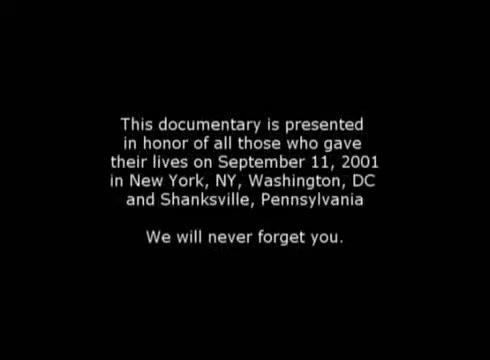 This documentary is presented
in honor of all those who gave
their lives on September 11, 2001
in New York, NY, Washington, DC
and Shanksville, Pennsylvania
We will never forget you.